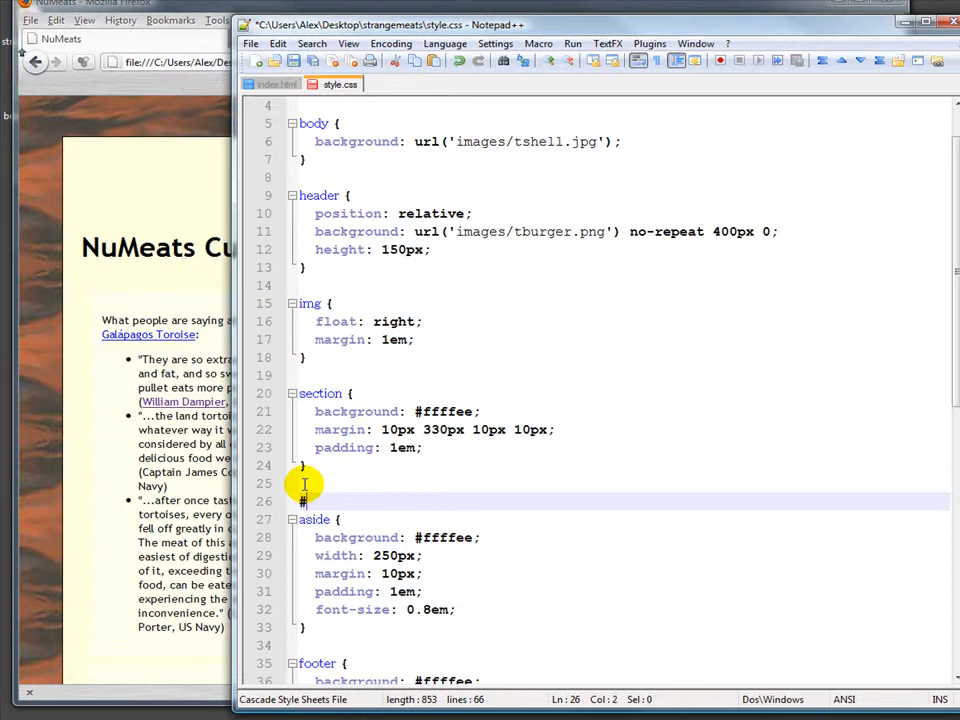 NuMeats - Mozilla Firefox
File Edit View History Bookmarks Tools
NuMeats
file:///C:/Users/Alex/Des
NuMeats Cu
What people are saying a
Galápagos Toroise:
"They are so extra
and fat, and so sw
pullet eats more p
(William Dampier,
"...the land tortoi
whatever way it w
considered by all
delicious food we
(Captain James Co
Navy)
"...after once tast
tortoises, every o
fell off greatly in c
The meat of this a
easiest of digestio
of it, exceeding t
food, can be eate
experiencing the
inconvenience." (
Porter, US Navy)
*C:\Users\Alex\Desktop\strangemeats\style.css - Notepad++
File Edit Search View Encoding Language Settings Macro Run TextFX Plugins Window ?
index.html style.css
4
5 body {
6 background: url('images/tshell.jpg');
7 }
8
9 header {
10 position: relative;
11 background: url('images/tburger.png') no-repeat 400px 0;
12 height: 150px;
13 }
14
15 img {
16 float: right;
17 margin: 1em;
18 }
19
20 section {
21 background: #ffffee;
22 margin: 10px 330px 10px 10px;
23 padding: 1em;
24 }
25
26 #
27 aside {
28 background: #ffffee;
29 width: 250px;
30 margin: 10px;
31 padding: 1em;
32 font-size: 0.8em;
33 }
34
35 footer {
36 background: #ffffee;
Cascade Style Sheets File length : 853 lines : 66 Ln : 26 Col : 2 Sel : 0 Dos\Windows ANSI INS